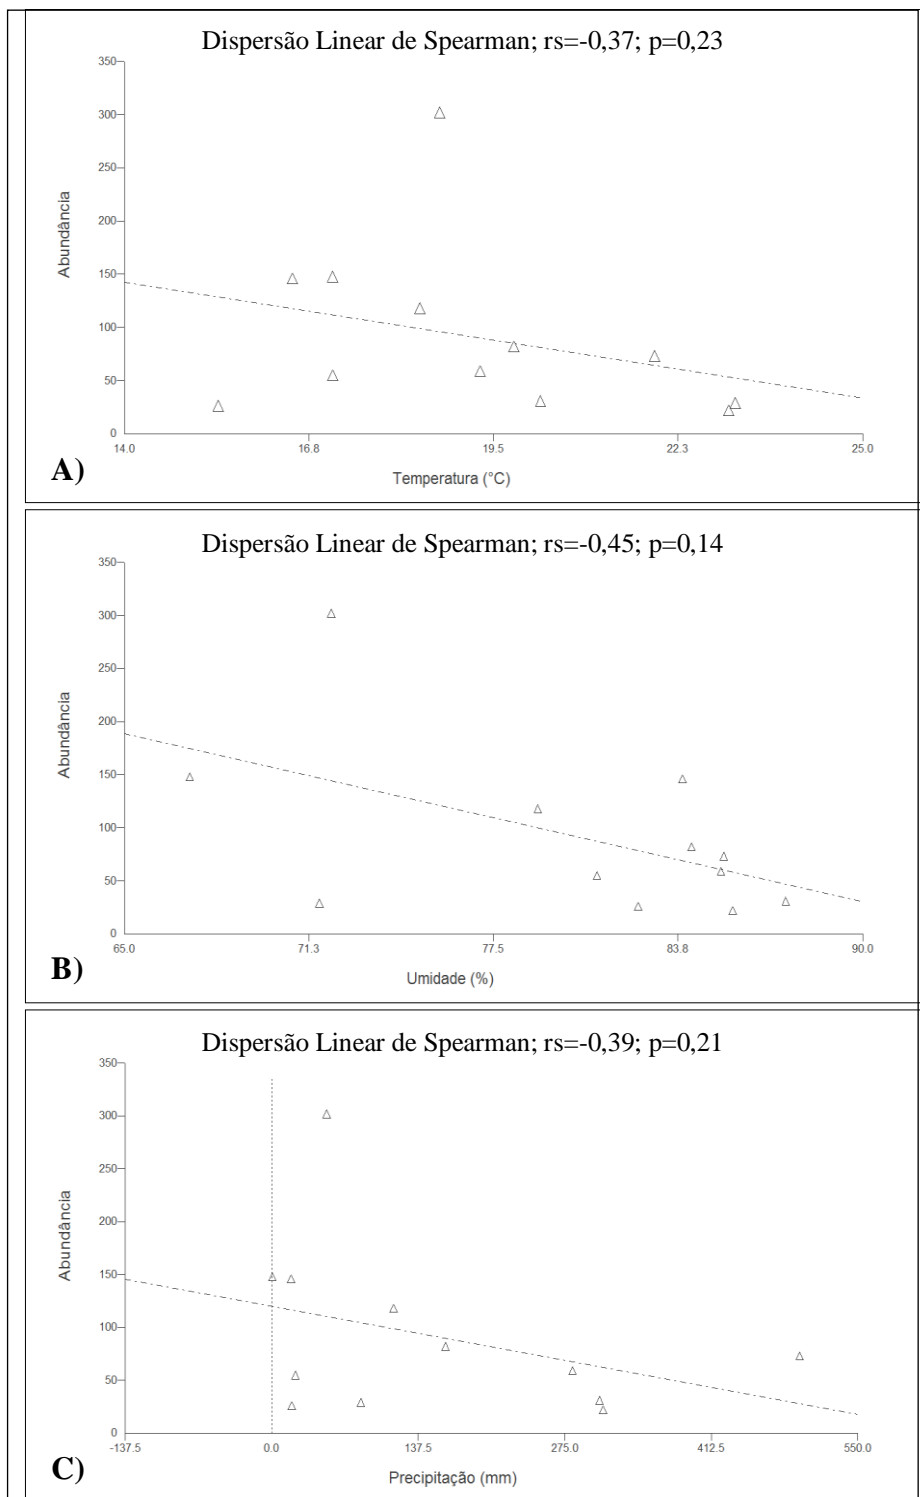 Dispersão Linear de Spearman; rs=-0,37; p=0,23
350
300
250
200
150
100
50
0
Abundância
14.0 16.8 19.5 22.3 25.0
A)
Temperatura (°C)
Dispersão Linear de Spearman; rs=-0,45; p=0,14
350
300
250
200
150
100
50
0
Abundância
65.0 71.3 77.5 83.8 90.0
B)
Umidade (%)
Dispersão Linear de Spearman; rs=-0,39; p=0,21
350
300
250
200
150
100
50
0
Abundância
-137.5 0.0 137.5 275.0 412.5 550.0
C)
Precipitação (mm)